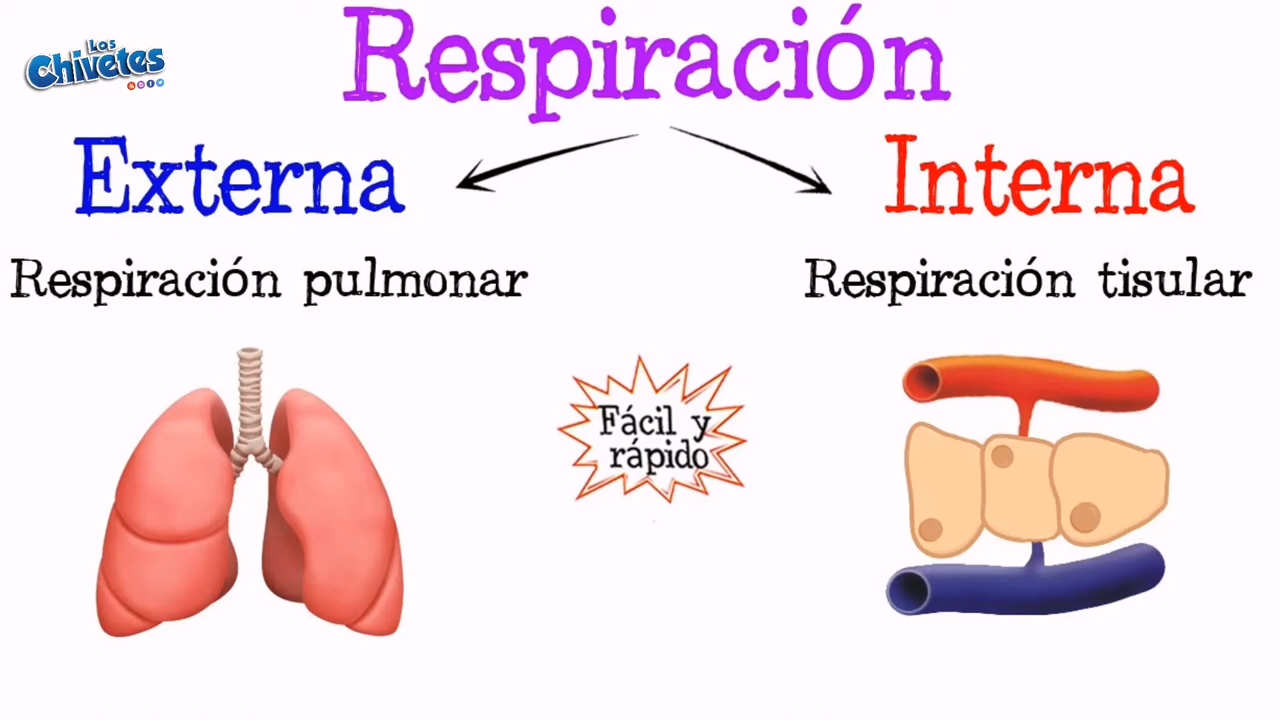 Los
Chivetes
Respiración
Externa
Interna
Respiración pulmonar
Respiración tisular
Fácil y
rápido